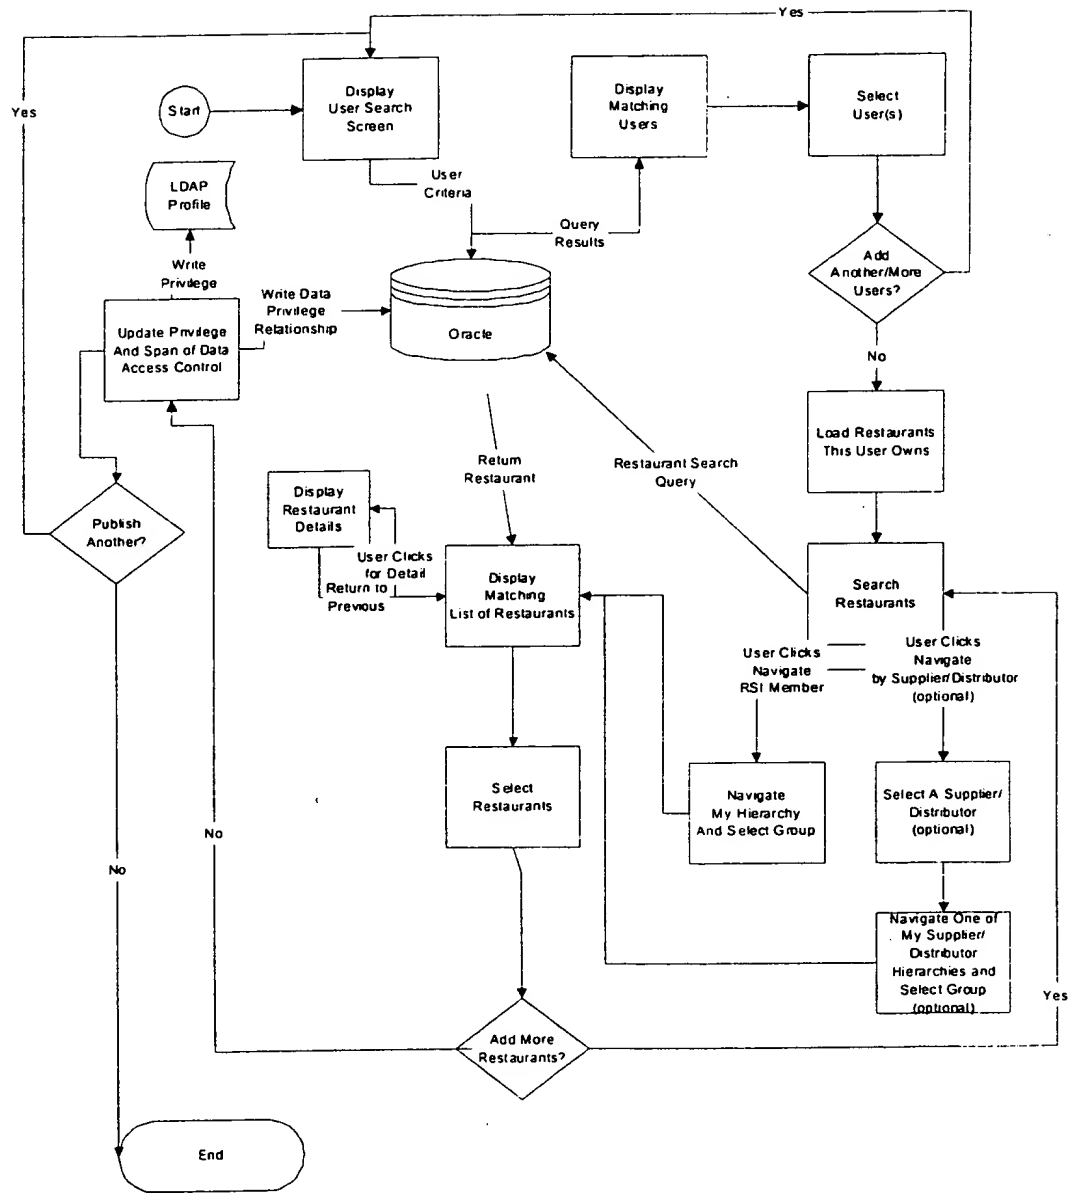 Yes
Yes
Start
Display
User Search
Screen
Display
Matching
Users
Select
User(s)
User
Criteria
LDAP
Profile
Query
Results
Write
Privilege
Add
Another/More
Users?
Write Data
Privilege
Relationship
Update Privilege
And Span of Data
Access Control
Oracle
No
Load Restaurants
This User Owns
Return
Restaurant
Restaurant Search
Query
Display
Restaurant
Details
Publish
Another?
User Clicks
for Detail
Return to
Previous
Display
Matching
List of Restaurants
Search
Restaurants
User Clicks
Navigate
RSI Member
User Clicks
Navigate
by Supplier/Distributor
(optional)
Select
Restaurants
Navigate
My Hierarchy
And Select Group
Select A Supplier/
Distributor
(optional)
No
No
Navigate One of
My Supplier/
Distributor
Hierarchies and
Select Group
(optional)
Yes
Add More
Restaurants?
End